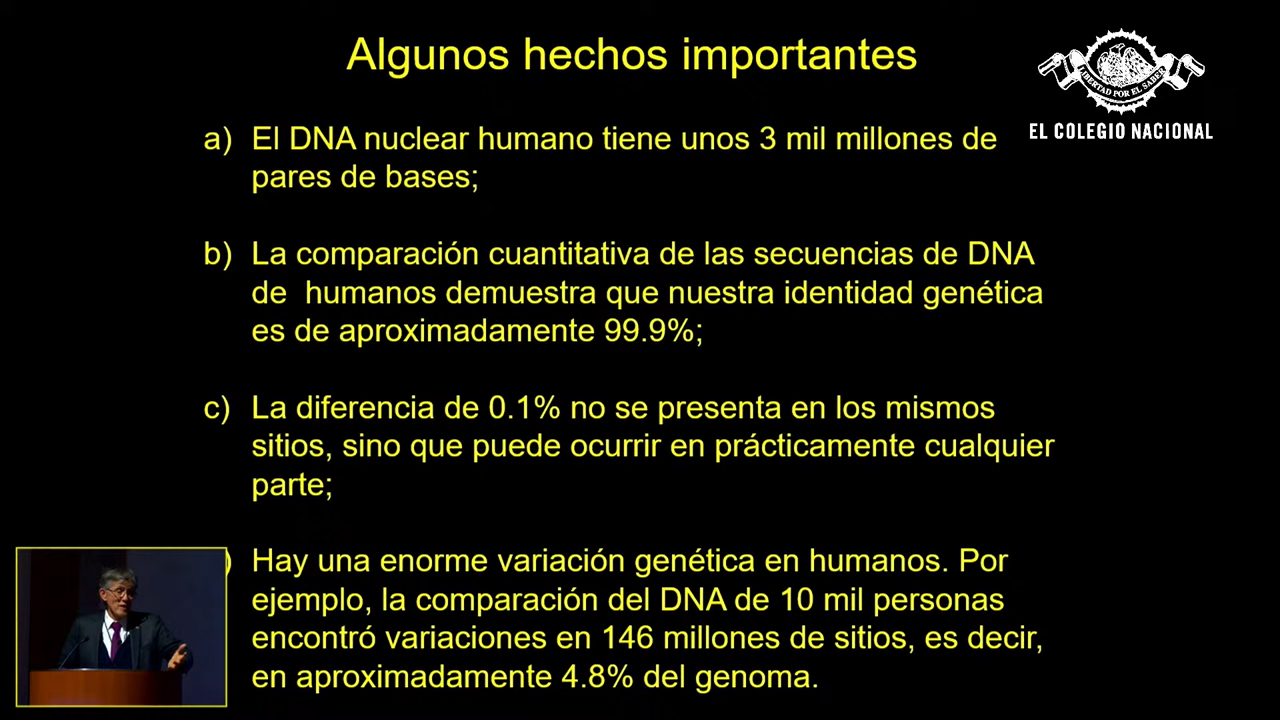 Algunos hechos importantes
LIBERTAD POR EL SABER
EL COLEGIO NACIONAL
a) El DNA nuclear humano tiene unos 3 mil millones de
pares de bases;
b) La comparación cuantitativa de las secuencias de DNA
de humanos demuestra que nuestra identidad genética
es de aproximadamente 99.9%;
c) La diferencia de 0.1% no se presenta en los mismos
sitios, sino que puede ocurrir en prácticamente cualquier
parte;
) Hay una enorme variación genética en humanos. Por
ejemplo, la comparación del DNA de 10 mil personas
encontró variaciones en 146 millones de sitios, es decir,
en aproximadamente 4.8% del genoma.